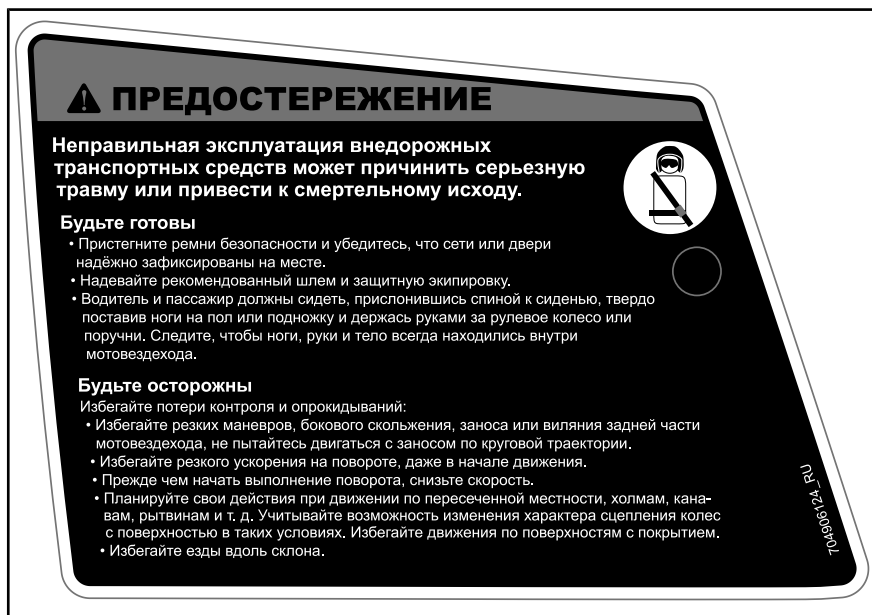 ПРЕДОСТЕРЕЖЕНИЕ
Неправильная эксплуатация внедорожных
транспортных средств может причинить серьезную
травму или привести к смертельному исходу.
Будьте готовы
• Пристегните ремни безопасности и убедитесь, что сети или двери
надёжно зафиксированы на месте.
• Надевайте рекомендованный шлем и защитную экипировку.
• Водитель и пассажир должны сидеть, прислонившись спиной к сиденью, твердо
поставив ноги на пол или подножку и держась руками за рулевое колесо или
поручни. Следите, чтобы ноги, руки и тело всегда находились внутри
мотовездехода.
Будьте осторожны
Избегайте потери контроля и опрокидываний:
• Избегайте резких маневров, бокового скольжения, заноса или виляния задней части
мотовездехода, не пытайтесь двигаться с заносом по круговой траектории.
• Избегайте резкого ускорения на повороте, даже в начале движения.
• Прежде чем начать выполнение поворота, снизьте скорость.
• Планируйте свои действия при движении по пересеченной местности, холмам, кана-
вам, рытвинам и т. д. Учитывайте возможность изменения характера сцепления колес
с поверхностью в таких условиях. Избегайте движения по поверхностям с покрытием.
• Избегайте езды вдоль склона.
704906124_RU